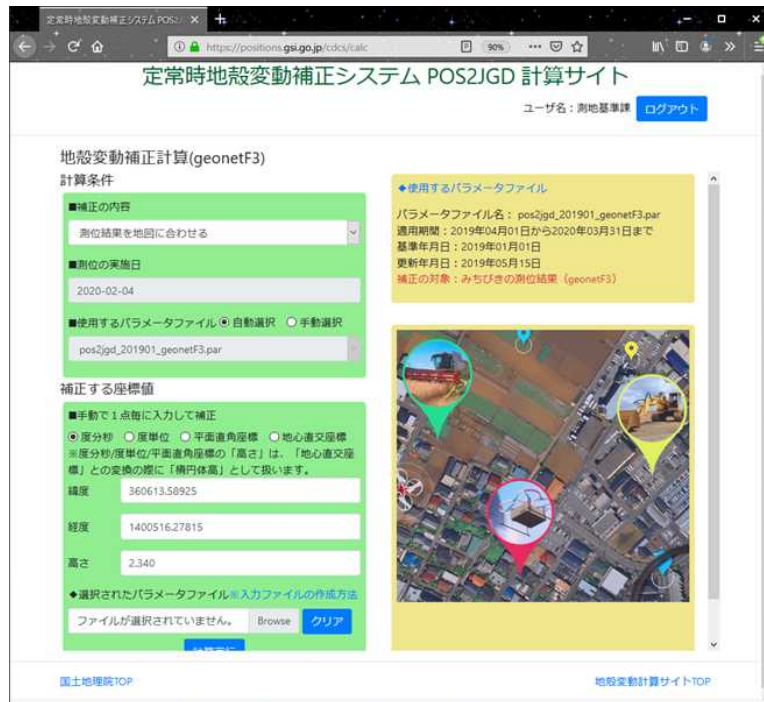 定常時地殻変動補正システム POS2J
https://positions.gsi.go.jp/cdcs/calc
90%
定常時地殻変動補正システム POS2JGD 計算サイト
ユーザ名：測地基準課 ログアウト
地殻変動補正計算(geonetF3)
計算条件
■補正の内容
測位結果を地図に合わせる
■測位の実施日
2020-02-04
■使用するパラメータファイル 自動選択 手動選択
pos2jgd_201901_geonetF3.par
補正する座標値
■手動で１点毎に入力して補正
度分秒 度単位 平面直角座標 地心直交座標
※度分秒/度単位/平面直角座標の「高さ」は、「地心直交座
標」との変換の際に「楕円体高」として扱います。
緯度 360613.58925
経度 1400516.27815
高さ 2.340
◆選択されたパラメータファイル※入力ファイルの作成方法
ファイルが選択されていません。 Browse クリア
計算実行
◆使用するパラメータファイル
パラメータファイル名： pos2jgd_201901_geonetF3.par
適用期間：2019年04月01日から2020年03月31日まで
基準年月日：2019年01月01日
更新年月日：2019年05月15日
補正の対象：みちびきの測位結果（geonetF3）
国土地理院TOP 地殻変動計算サイトTOP